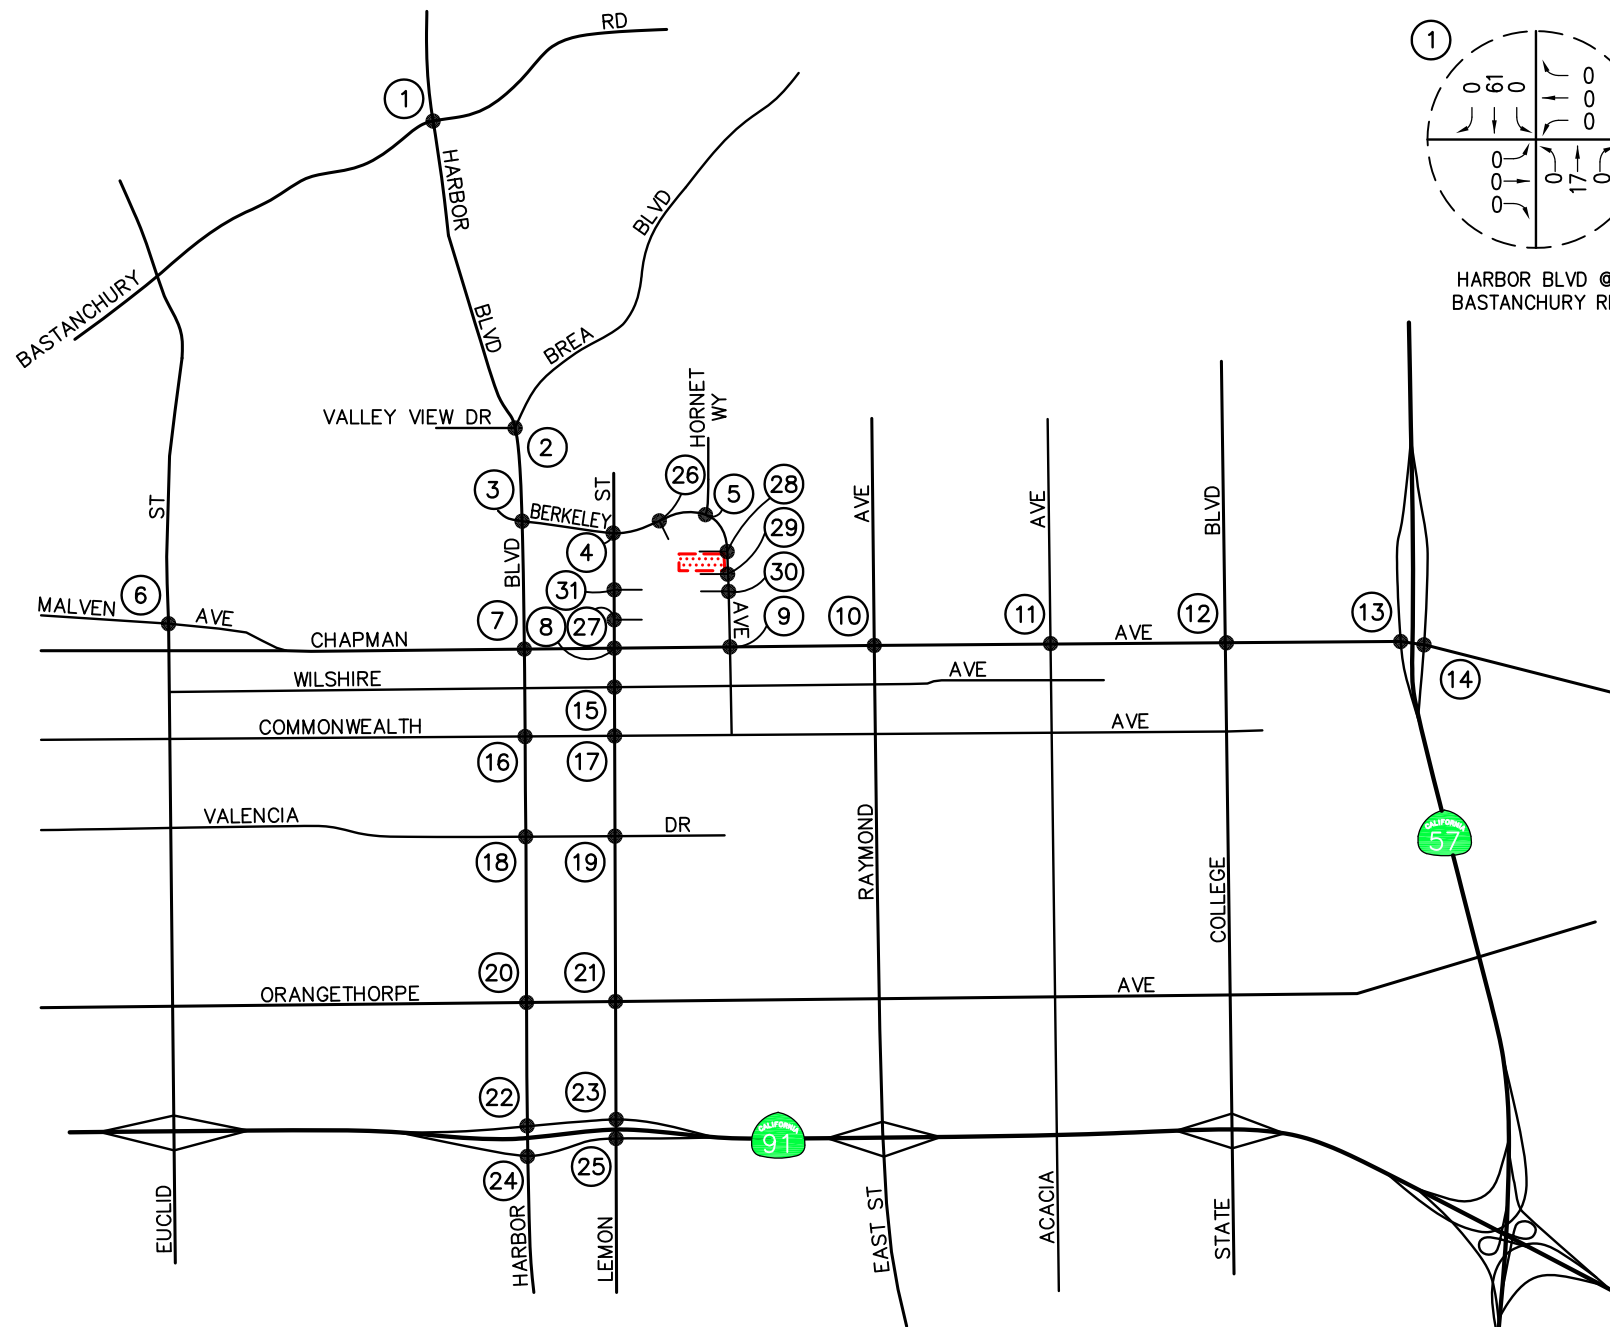 RD
1
1
0 61 0
0
0
0
0
0
0
0 17 0
HARBOR BLVD @
BASTANCHURY
HARBOR
BLVD
BLVD
BREA
BASTANCHURY
VALLEY VIEW DR
2
HORNET
WY
ST
3
BERKELEY
ST
26
5
28
29
30
4
31
BLVD
AVE
AVE
BLVD
6
MALVEN
AVE
7
8
27
AVE
9
10
11
12
13
14
CHAPMAN
AVE
WILSHIRE
AVE
15
COMMONWEALTH
AVE
16
17
VALENCIA
DR
18
19
RAYMOND
COLLEGE
CALIFORNIA
57
20
21
ORANGETHORPE
AVE
22
23
CALIFORNIA
91
24
25
EUCLID
HARBOR
LEMON
EAST ST
ACACIA
STATE